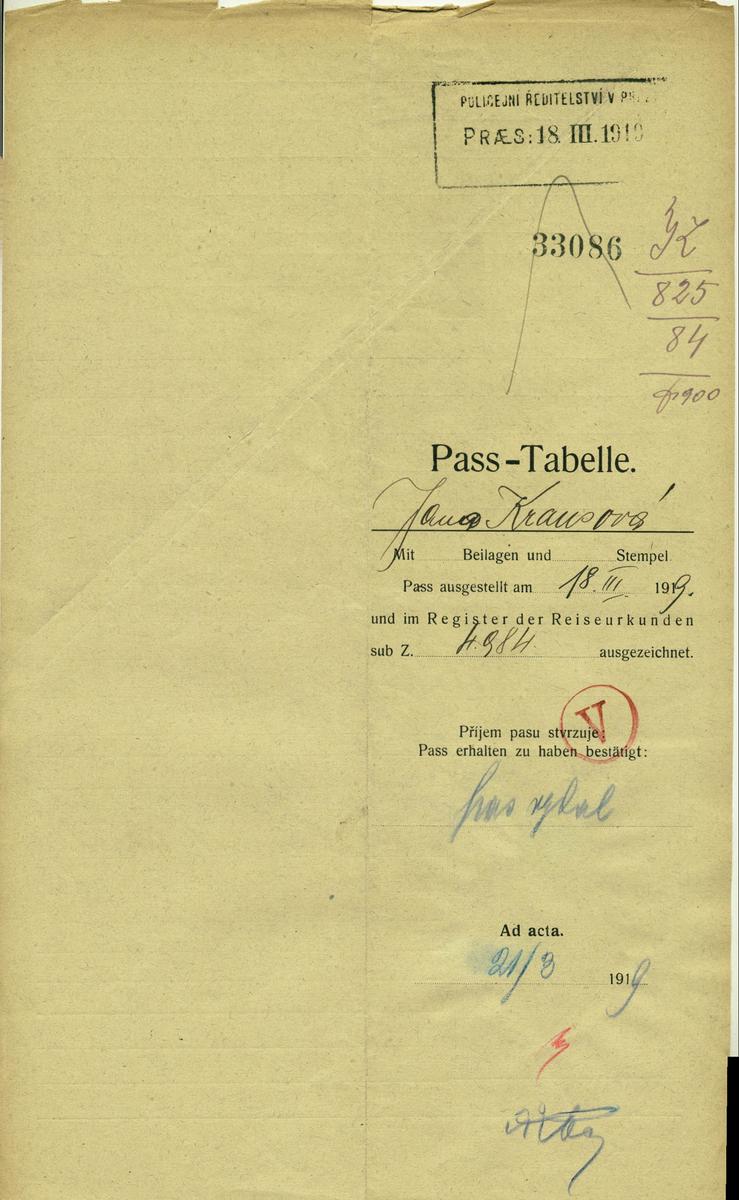 POLICEJNÍ ŘEDITELSTVÍ V
PRÆS: 18. III. 1919
33086
825
84
Pass-Tabelle.
Jana Krausová
Mit Beilagen und Stempel
Pass ausgestellt am 18. III. 1919.
und im Register der Reiseurkunden
sub Z. 4984 ausgezeichnet.
V
Příjem pasu stvrzuje:
Pass erhalten zu haben bestätigt:
pas vydal
Ad acta.
21/3 1919